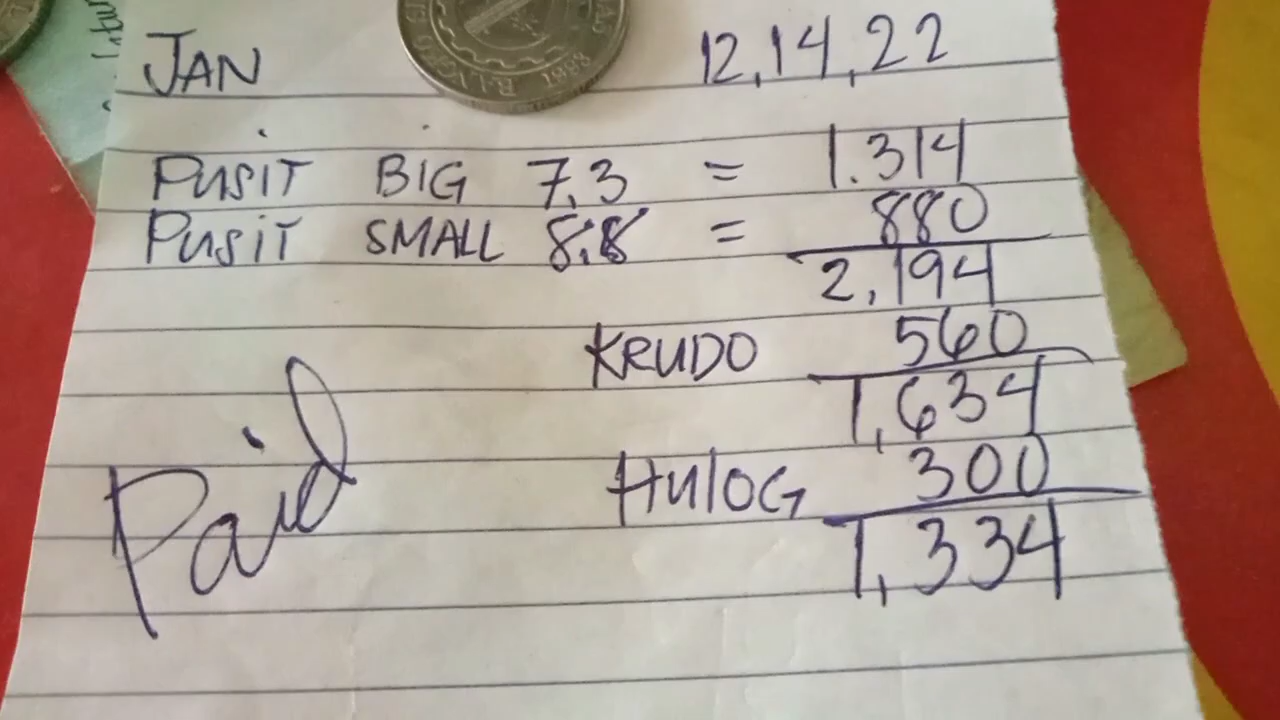 JAN 12,14,22
PUSIT BIG 7.3 = 1.314
PUSIT SMALL 8.8 = 880
2,194
KRUDO 560
1,634
HULOG 300
1,334
Paid